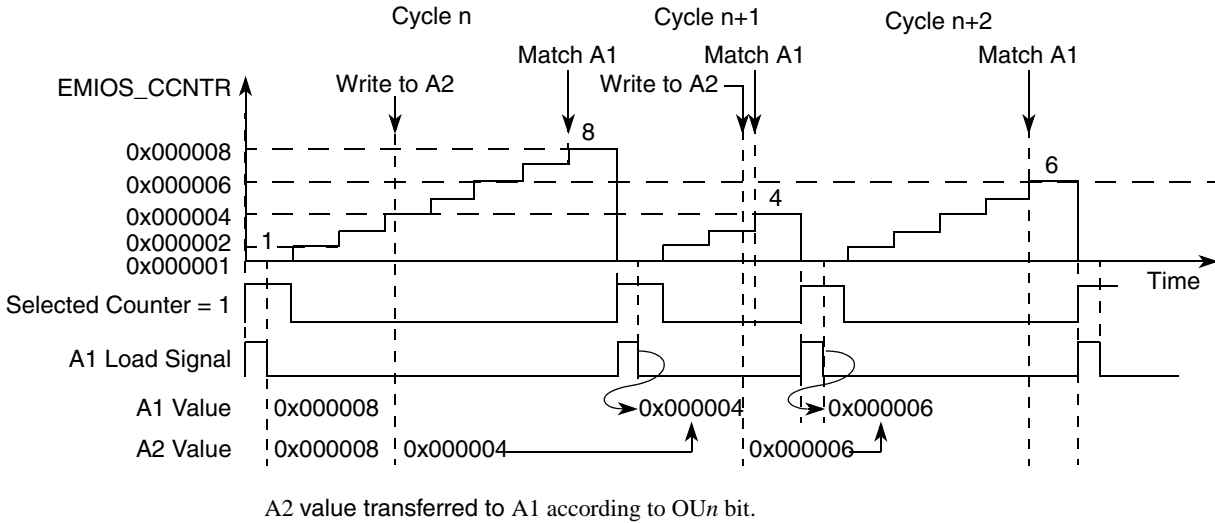 Cycle n Cycle n+1 Cycle n+2
Match A1 Match A1 Match A1
EMIOS_CCNTR Write to A2 Write to A2
8
0x000008
6
0x000006
4
0x000004
0x000002 1
0x000001
Time
Selected Counter = 1
A1 Load Signal
A1 Value 0x000008 0x000004 0x000006
A2 Value 0x000008 0x000004 0x000006
A2 value transferred to A1 according to OUn bit.